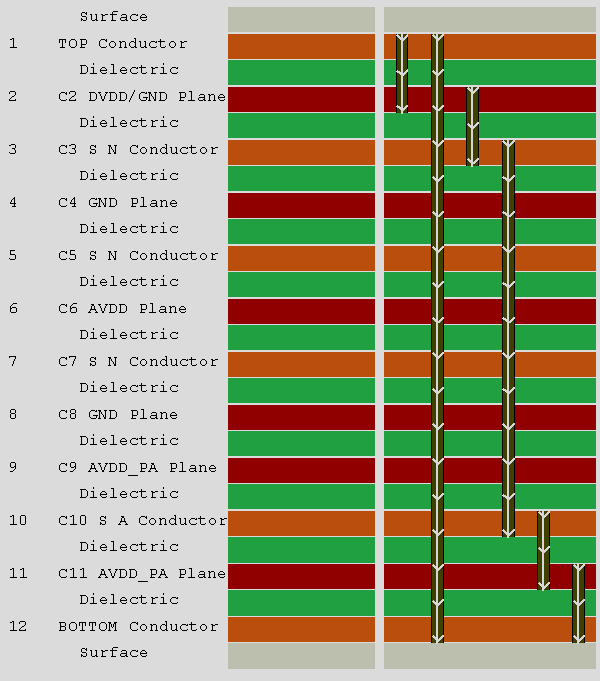 Surface
1 TOP Conductor
Dielectric
2 C2 DVDD/GND Plane
Dielectric
3 C3 S N Conductor
Dielectric
4 C4 GND Plane
Dielectric
5 C5 S N Conductor
Dielectric
6 C6 AVDD Plane
Dielectric
7 C7 S N Conductor
Dielectric
8 C8 GND Plane
Dielectric
9 C9 AVDD_PA Plane
Dielectric
10 C10 S A Conductor
Dielectric
11 C11 AVDD_PA Plane
Dielectric
12 BOTTOM Conductor
Surface